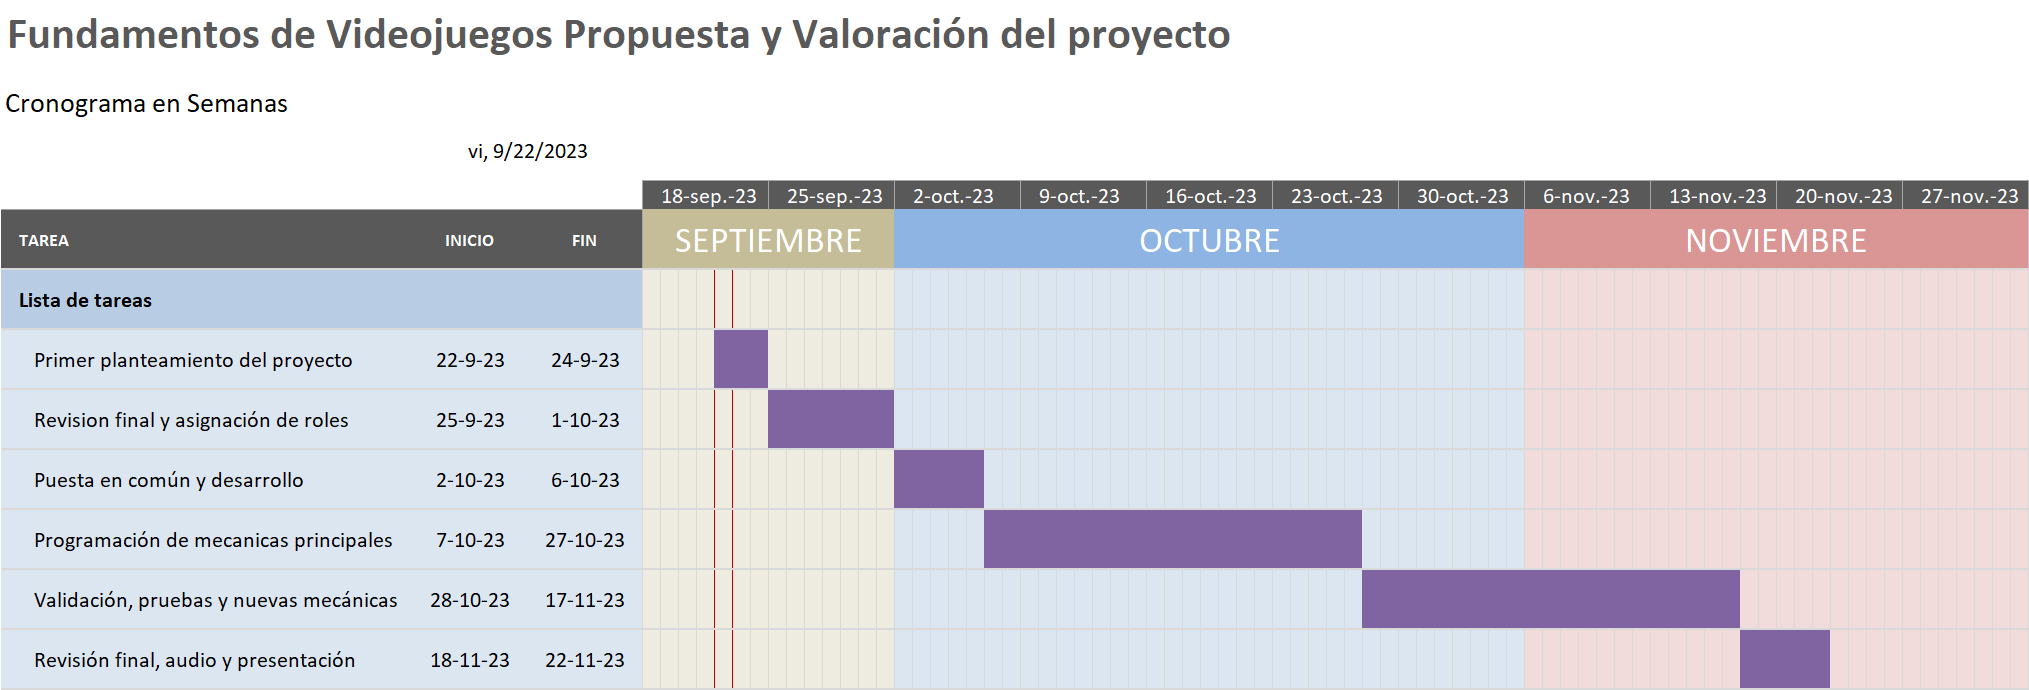 Fundamentos de Videojuegos Propuesta y Valoración del proyecto
Cronograma en Semanas
vi, 9/22/2023
18-sep.-23 25-sep.-23 2-oct.-23 9-oct.-23 16-oct.-23 23-oct.-23 30-oct.-23 6-nov.-23 13-nov.-23 20-nov.-23 27-nov.-23
TAREA INICIO FIN SEPTIEMBRE OCTUBRE NOVIEMBRE
Lista de tareas
Primer planteamiento del proyecto 22-9-23 24-9-23
Revision final y asignación de roles 25-9-23 1-10-23
Puesta en común y desarrollo 2-10-23 6-10-23
Programación de mecanicas principales 7-10-23 27-10-23
Validación, pruebas y nuevas mecánicas 28-10-23 17-11-23
Revisión final, audio y presentación 18-11-23 22-11-23